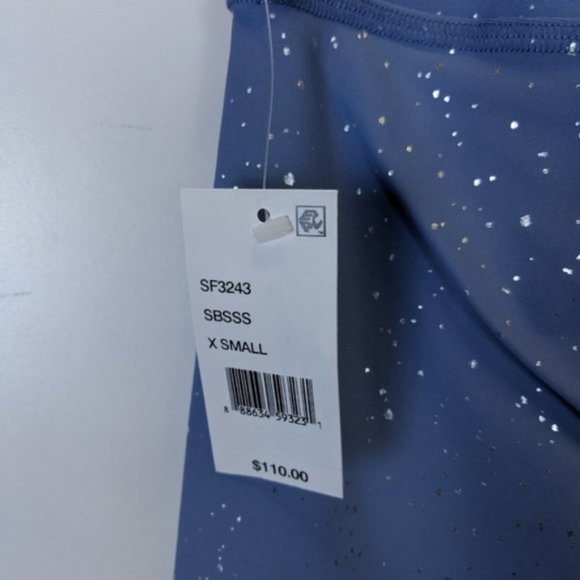 SF3243
SBSSS
X SMALL
8 88634 59323 1
$110.00